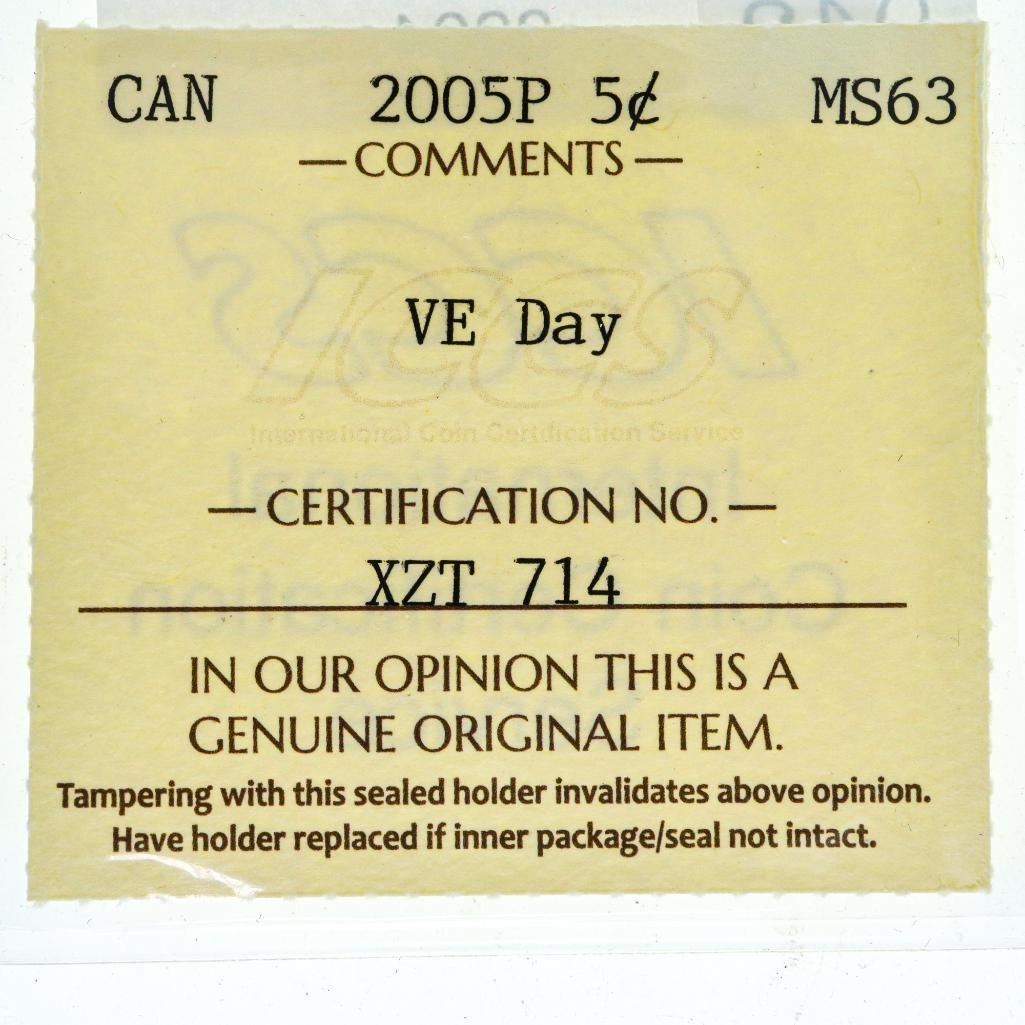 CAN 2005P 5¢ MS63
— COMMENTS —
ICCS
VE Day
International Coin Certification Service
— CERTIFICATION NO. —
XZT 714
IN OUR OPINION THIS IS A
GENUINE ORIGINAL ITEM.
Tampering with this sealed holder invalidates above opinion.
Have holder replaced if inner package/seal not intact.